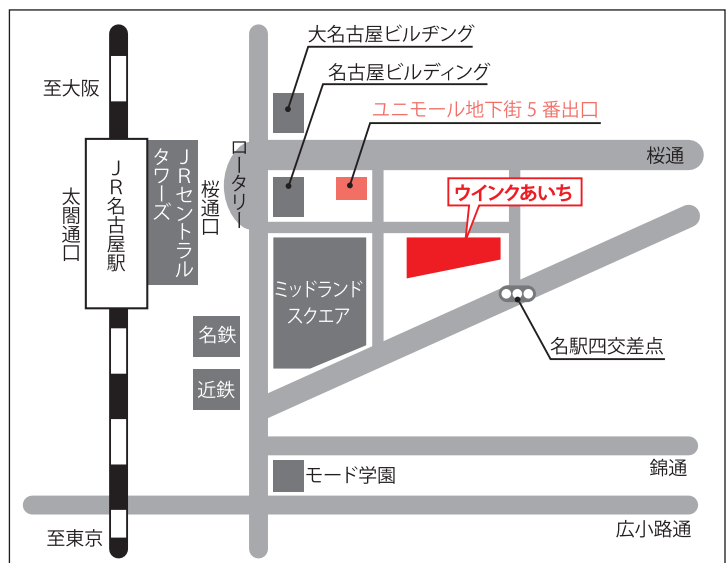 大名古屋ビルヂング
名古屋ビルディング
至大阪
ユニモール地下街 5 番出口
桜通
ロータリー
JRセントラル
タワーズ
JR名古屋駅
桜通口
太閤通口
ウインクあいち
ミッドランド
スクエア
名鉄
名駅四交差点
近鉄
錦通
モード学園
広小路通
至東京